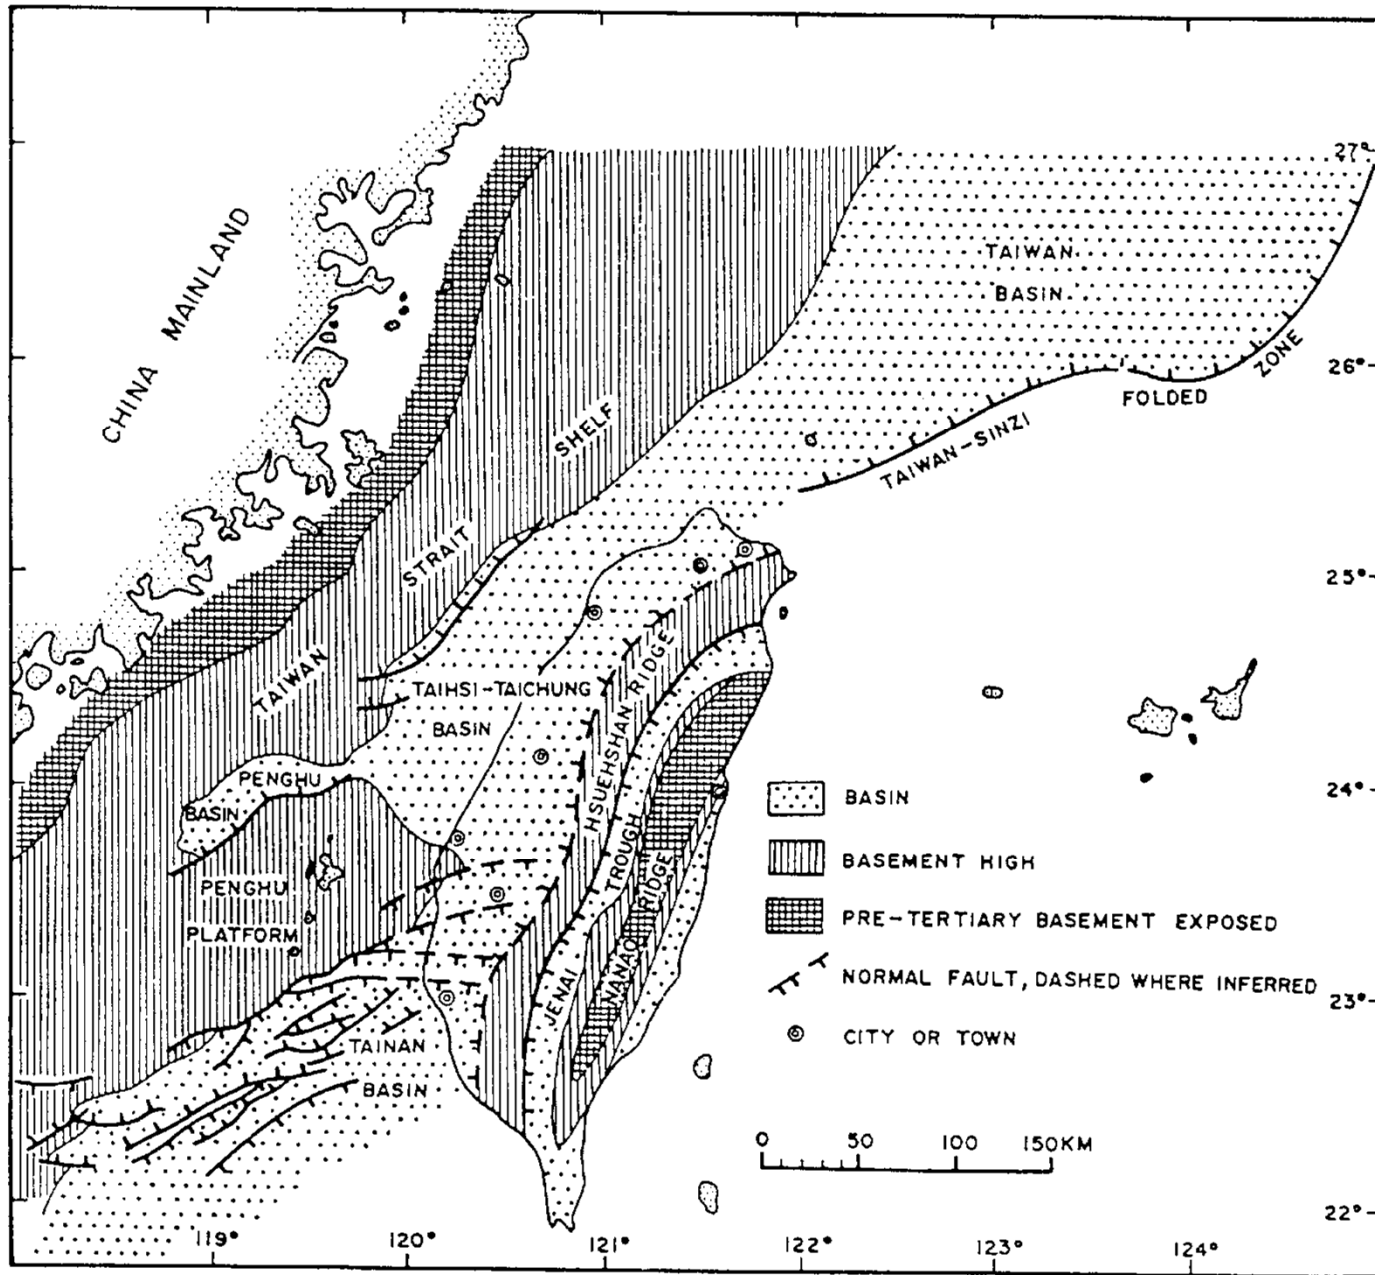 CHINA MAINLAND
27°
TAIWAN
BASIN
26°
TAIWAN-SINZI
FOLDED
ZONE
TAIWAN
STRAIT
SHELF
25°
TAIHSI-TAICHUNG
BASIN
HSUEHSHAN RIDGE
PENGHU
BASIN
24°
PENGHU
PLATFORM
JENAI
TROUGH
NANAO RIDGE
BASIN
BASEMENT HIGH
PRE-TERTIARY BASEMENT EXPOSED
NORMAL FAULT, DASHED WHERE INFERRED
CITY OR TOWN
23°
TAINAN
BASIN
0 50 100 150KM
22°
119° 120° 121° 122° 123° 124°